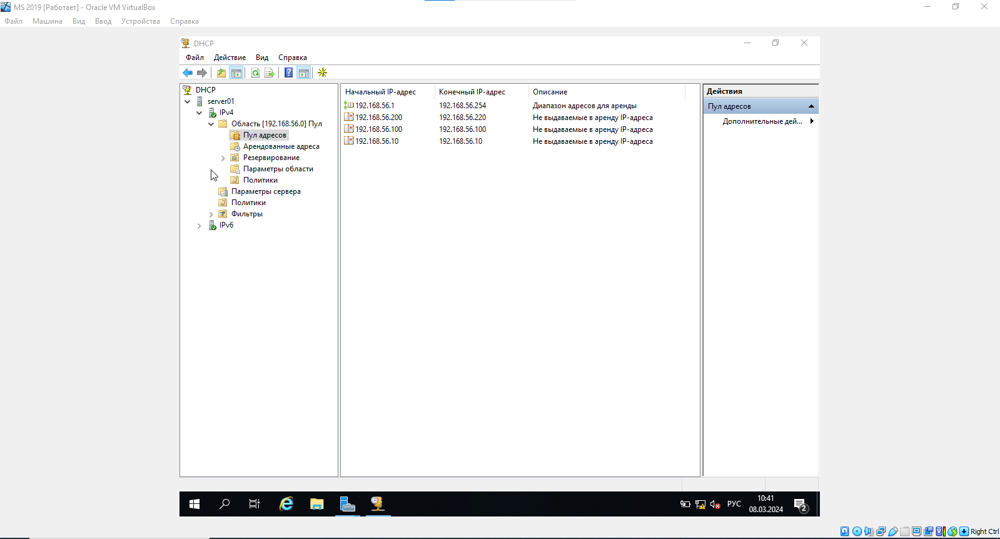 MS 2019 [Работает] - Oracle VM VirtualBox
Файл Машина Вид Ввод Устройства Справка
DHCP
Файл Действие Вид Справка
DHCP
server01
IPv4
Область [192.168.56.0] Пул
Пул адресов
Арендованные адреса
Резервирование
Параметры области
Политики
Параметры сервера
Политики
Фильтры
IPv6
Начальный IP-адрес Конечный IP-адрес Описание
192.168.56.1 192.168.56.254 Диапазон адресов для аренды
192.168.56.200 192.168.56.220 Не выдаваемые в аренду IP-адреса
192.168.56.100 192.168.56.100 Не выдаваемые в аренду IP-адреса
192.168.56.10 192.168.56.10 Не выдаваемые в аренду IP-адреса
Действия
Пул адресов
Дополнительные дей...
РУС
10:41
08.03.2024
2
Right Ctrl